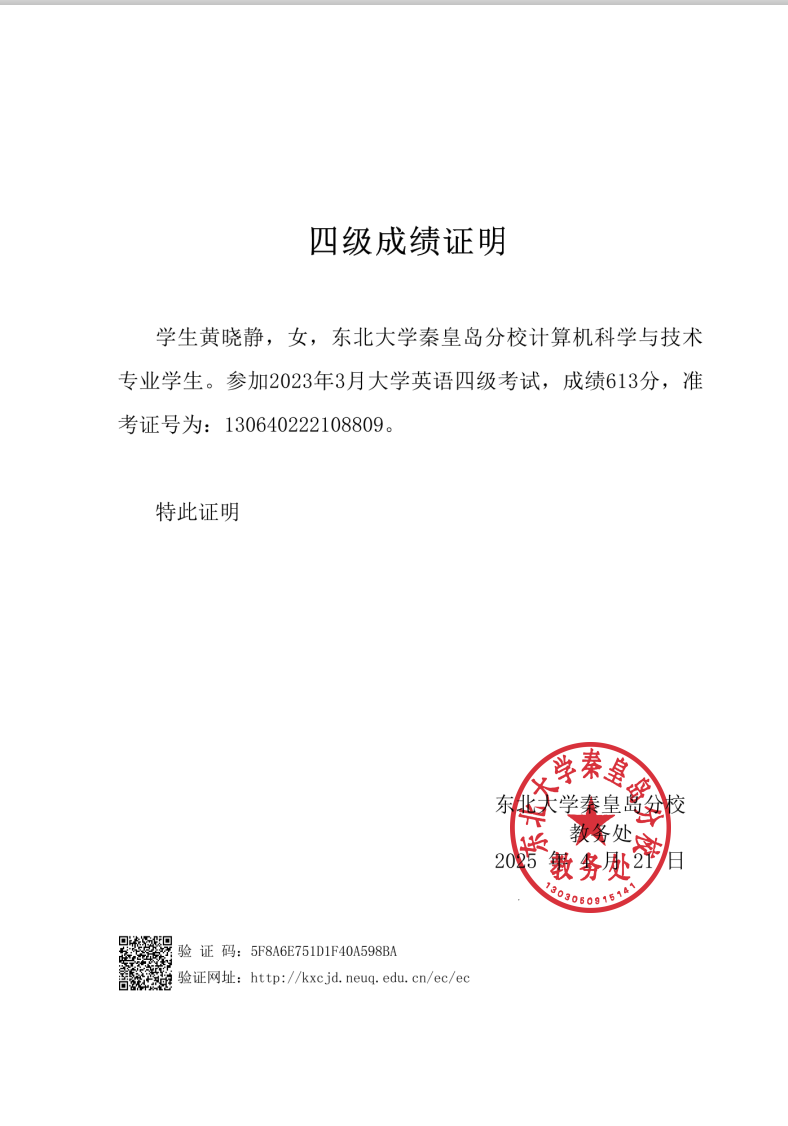 四级成绩证明
学生黄晓静，女，东北大学秦皇岛分校计算机科学与技术
专业学生。参加2023年3月大学英语四级考试，成绩613分，准
考证号为：130640222108809。
特此证明
东北大学秦皇岛分校
教务处
2025 年 4 月 21 日
东北大学秦皇岛分校
教务处
1303060915141
验 证 码：5F8A6E751D1F40A598BA
验证网址：http://kxcjd.neuq.edu.cn/ec/ec